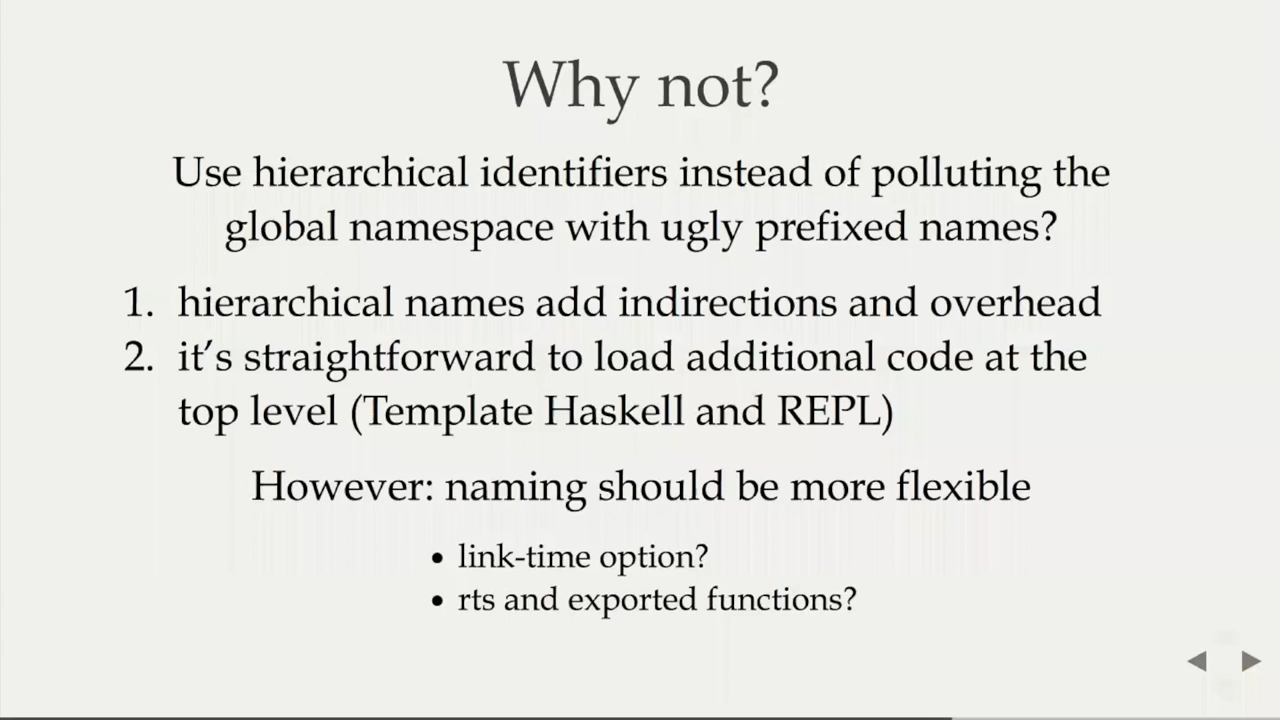 Why not?
Use hierarchical identifiers instead of polluting the
global namespace with ugly prefixed names?
1. hierarchical names add indirections and overhead
2. it's straightforward to load additional code at the
top level (Template Haskell and REPL)
However: naming should be more flexible
• link-time option?
• rts and exported functions?